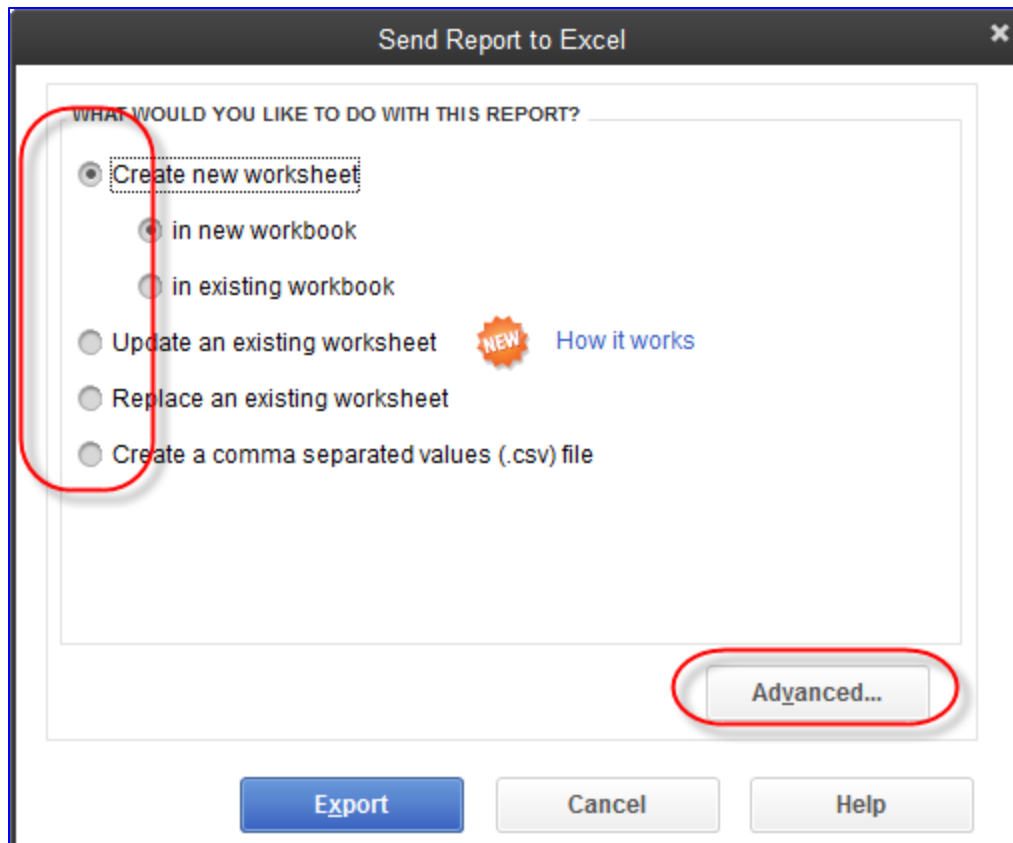 Send Report to Excel
WHAT WOULD YOU LIKE TO DO WITH THIS REPORT?
Create new worksheet
in new workbook
in existing workbook
Update an existing worksheet NEW How it works
Replace an existing worksheet
Create a comma separated values (.csv) file
Advanced...
Export Cancel Help